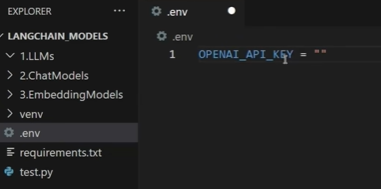 EXPLORER
...
LANGCHAIN_MODELS
1.LLMs
2.ChatModels
3.EmbeddingModels
venv
.env
requirements.txt
test.py
.env
.env
1 OPENAI_API_KEY = ""